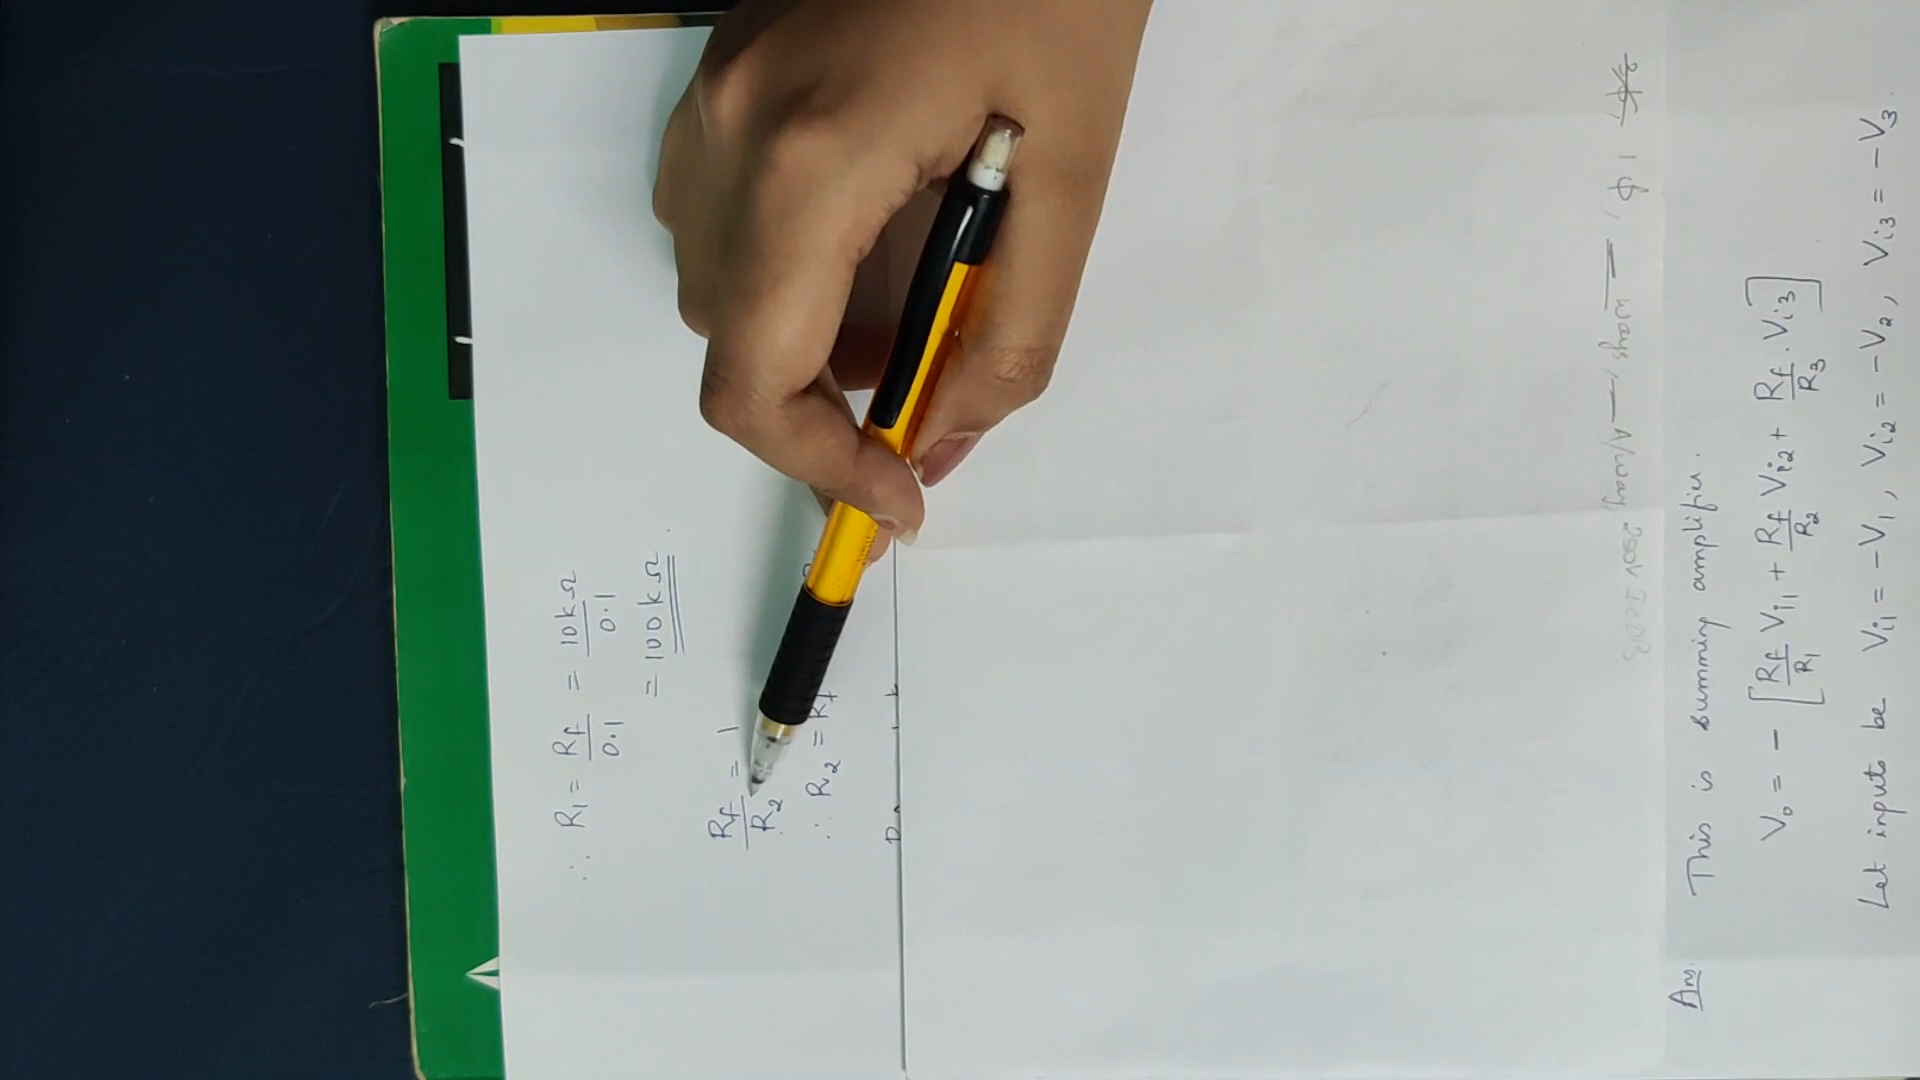 ∴ R₁ = Rf/0.1 = 10kΩ/0.1
= 100kΩ.
Rf/R₂ = 1
∴ R₂ = Rf
Ans. This is summing amplifier.
V₀ = - [Rf/R₁ Vi₁ + Rf/R₂ Vi₂ + Rf/R₃ . Vi₃]
Let inputs be Vi₁ = -V₁, Vi₂ = -V₂, Vi₃ = -V₃.